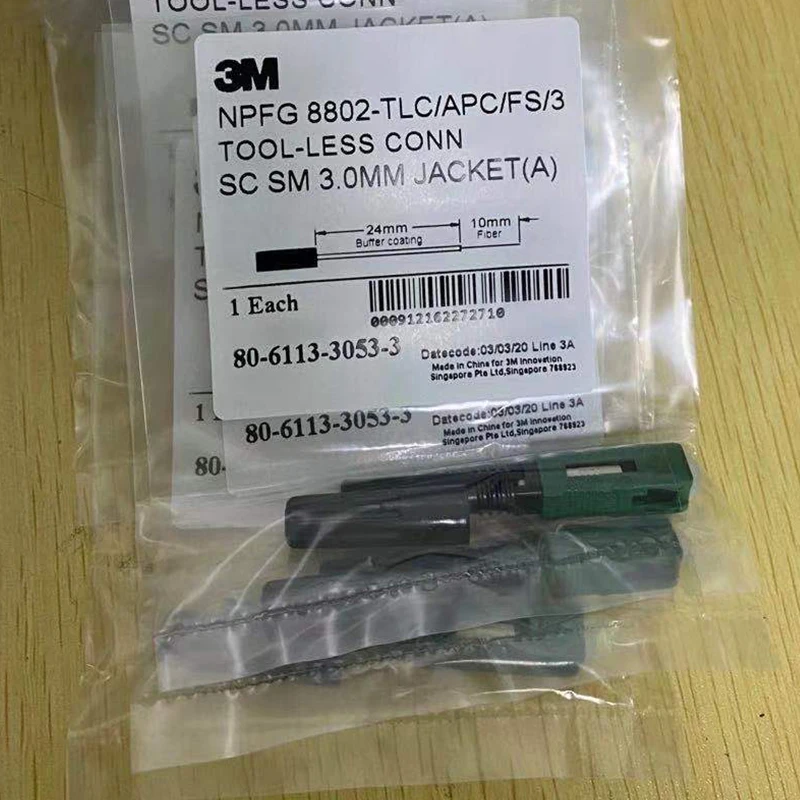 TOOL-LESS CONN
SC SM 3.0MM JACKET(A)
3M
NPFG 8802-TLC/APC/FS/3
TOOL-LESS CONN
SC SM 3.0MM JACKET(A)
24mm
10mm
Buffer coating
Fiber
1 Each
000912162272710
80-6113-3053-3
Datecode:03/03/20 Line 3A
Made in China for 3M Innovation
Singapore Pte Ltd,Singapore 768923
80-6113-3053-3
Datecode:03/03/20 Line 3A
Made in China for 3M Innovation
Singapore Pte Ltd,Singapore 768923
1
80-